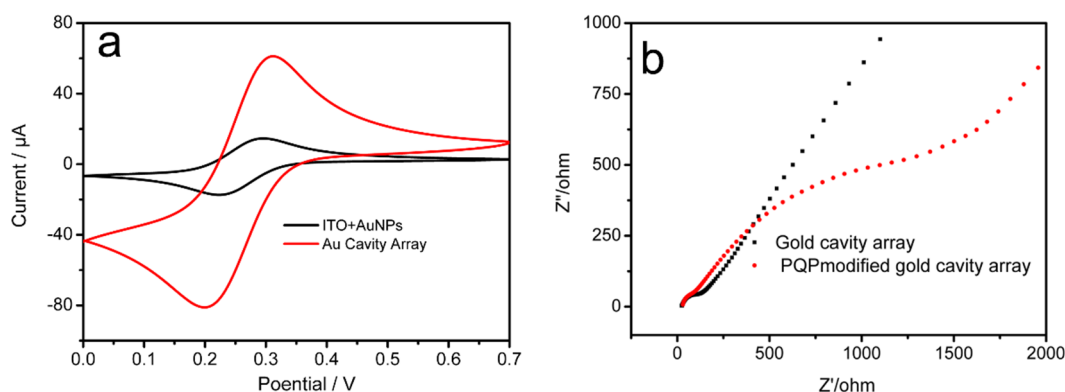 a
80
40
0
-40
-80
Current / µA
ITO+AuNPs
Au Cavity Array
0.0 0.1 0.2 0.3 0.4 0.5 0.6 0.7
Poential / V
b
1000
750
500
250
0
Z''/ohm
Gold cavity array
PQPmodified gold cavity array
0 500 1000 1500 2000
Z'/ohm